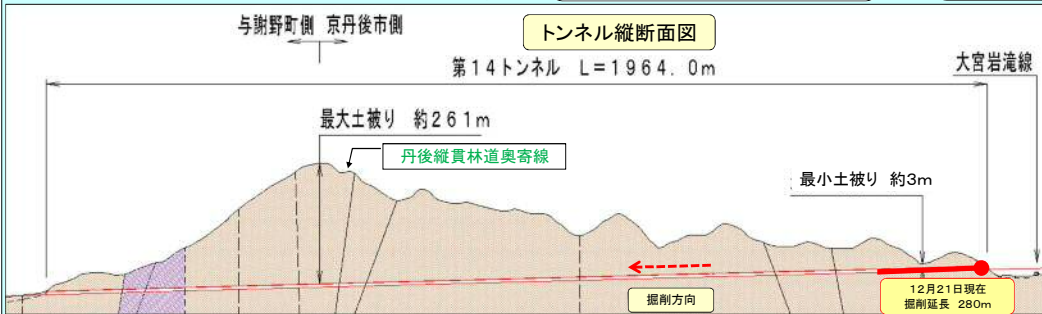 与謝野町側 京丹後市側
トンネル縦断面図
第14トンネル L=1964.0m
大宮岩滝線
最大土被り 約261m
丹後縦貫林道奥寄線
最小土被り 約3m
掘削方向
12月21日現在
掘削延長 280m